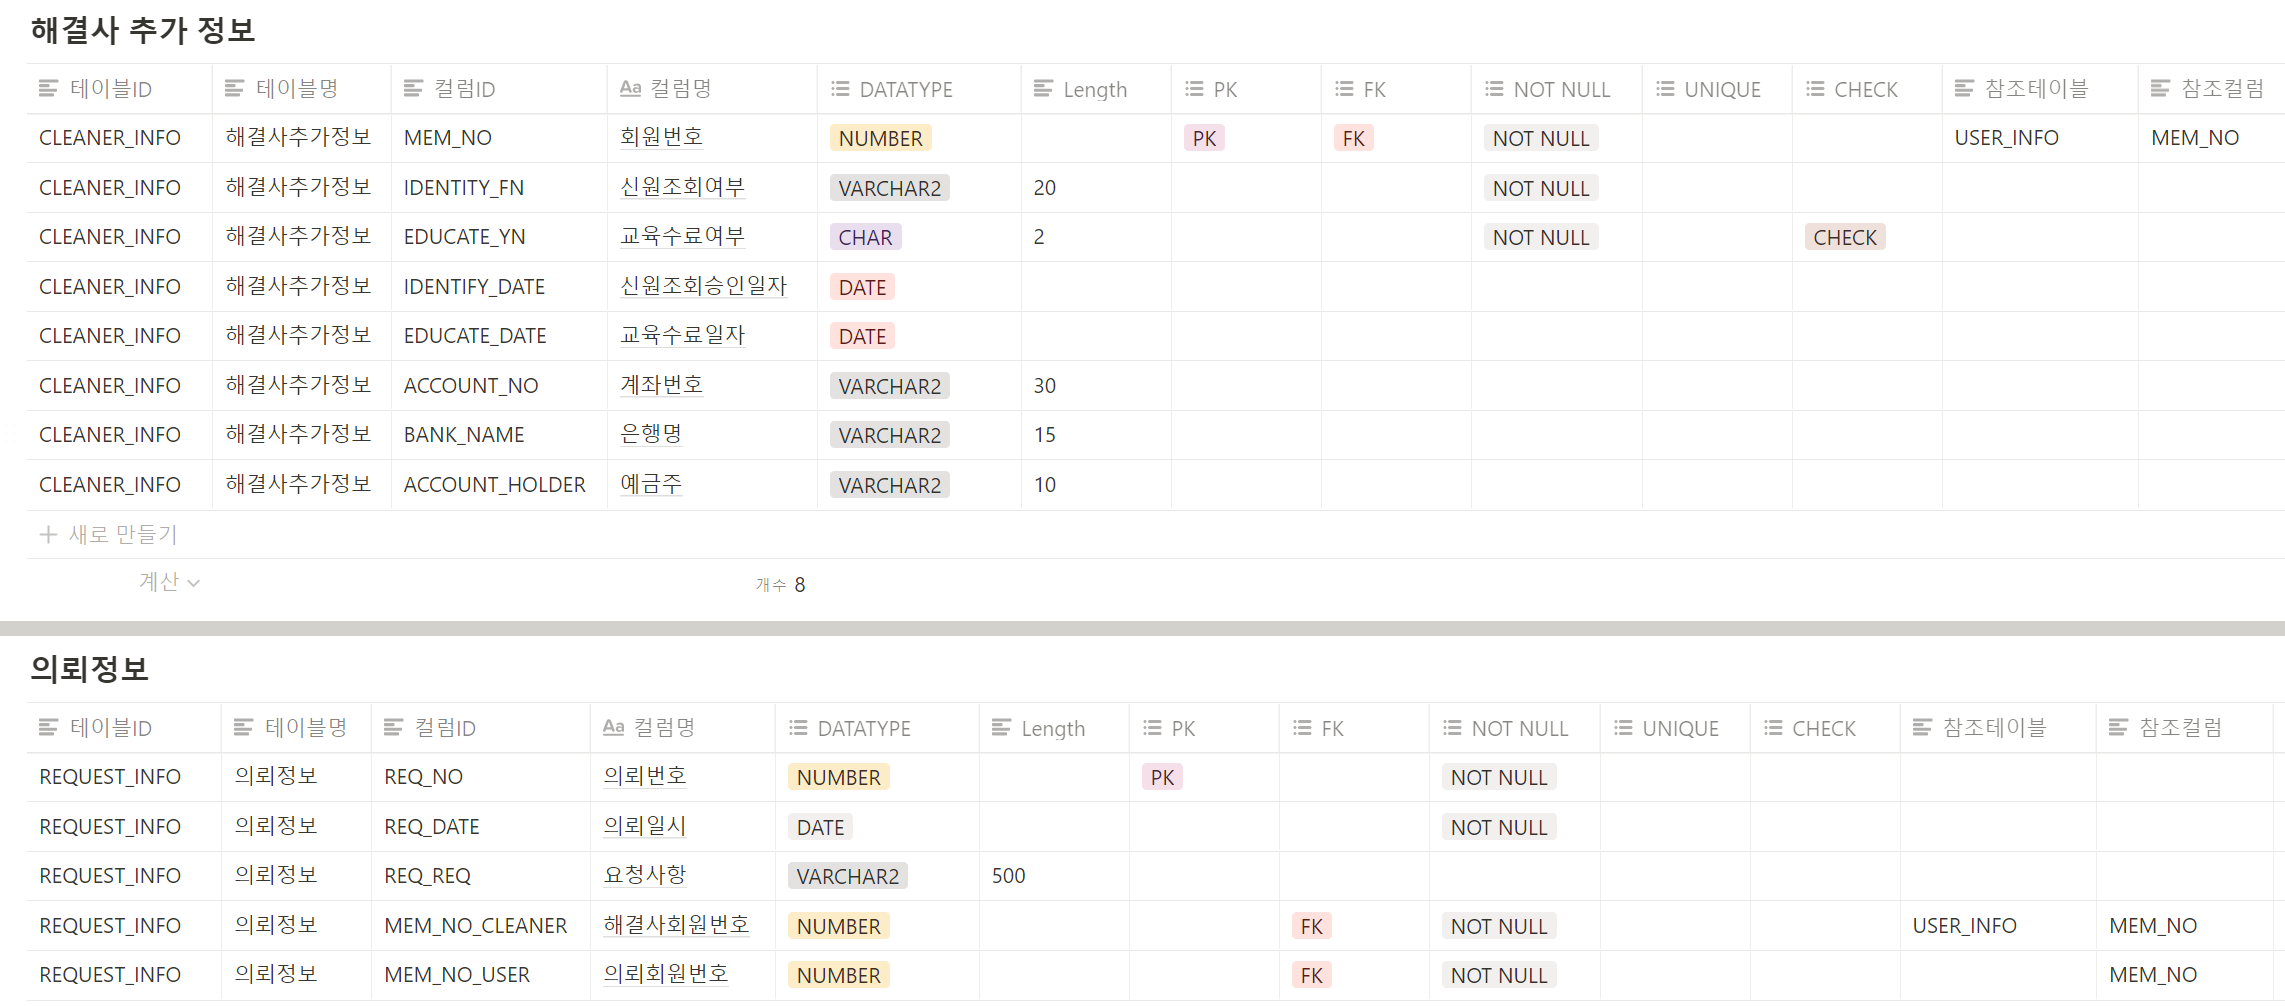 해결사 추가 정보
테이블ID 테이블명 컬럼ID Aa 컬럼명 DATATYPE Length PK FK NOT NULL UNIQUE CHECK 참조테이블 참조컬럼
CLEANER_INFO 해결사추가정보 MEM_NO 회원번호 NUMBER PK FK NOT NULL USER_INFO MEM_NO
CLEANER_INFO 해결사추가정보 IDENTITY_FN 신원조회여부 VARCHAR2 20 NOT NULL
CLEANER_INFO 해결사추가정보 EDUCATE_YN 교육수료여부 CHAR 2 NOT NULL CHECK
CLEANER_INFO 해결사추가정보 IDENTIFY_DATE 신원조회승인일자 DATE
CLEANER_INFO 해결사추가정보 EDUCATE_DATE 교육수료일자 DATE
CLEANER_INFO 해결사추가정보 ACCOUNT_NO 계좌번호 VARCHAR2 30
CLEANER_INFO 해결사추가정보 BANK_NAME 은행명 VARCHAR2 15
CLEANER_INFO 해결사추가정보 ACCOUNT_HOLDER 예금주 VARCHAR2 10
+ 새로 만들기
계산 개수 8
의뢰정보
테이블ID 테이블명 컬럼ID Aa 컬럼명 DATATYPE Length PK FK NOT NULL UNIQUE CHECK 참조테이블 참조컬럼
REQUEST_INFO 의뢰정보 REQ_NO 의뢰번호 NUMBER PK NOT NULL
REQUEST_INFO 의뢰정보 REQ_DATE 의뢰일시 DATE NOT NULL
REQUEST_INFO 의뢰정보 REQ_REQ 요청사항 VARCHAR2 500
REQUEST_INFO 의뢰정보 MEM_NO_CLEANER 해결사회원번호 NUMBER FK NOT NULL USER_INFO MEM_NO
REQUEST_INFO 의뢰정보 MEM_NO_USER 의뢰회원번호 NUMBER FK NOT NULL MEM_NO